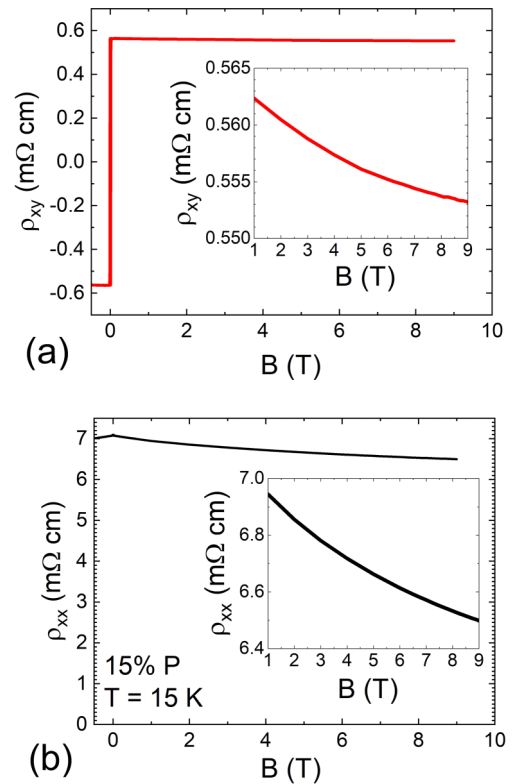 0.6
0.4
0.2
0.0
-0.2
-0.4
-0.6
ρxy (mΩ cm)
0.565
0.560
0.555
0.550
ρxy (mΩ cm)
1 2 3 4 5 6 7 8 9
B (T)
0 2 4 6 8 10
B (T)
(a)
7
6
5
4
3
2
1
0
ρxx (mΩ cm)
7.0
6.8
6.6
6.4
ρxx (mΩ cm)
1 2 3 4 5 6 7 8 9
B (T)
15% P
T = 15 K
0 2 4 6 8 10
B (T)
(b)